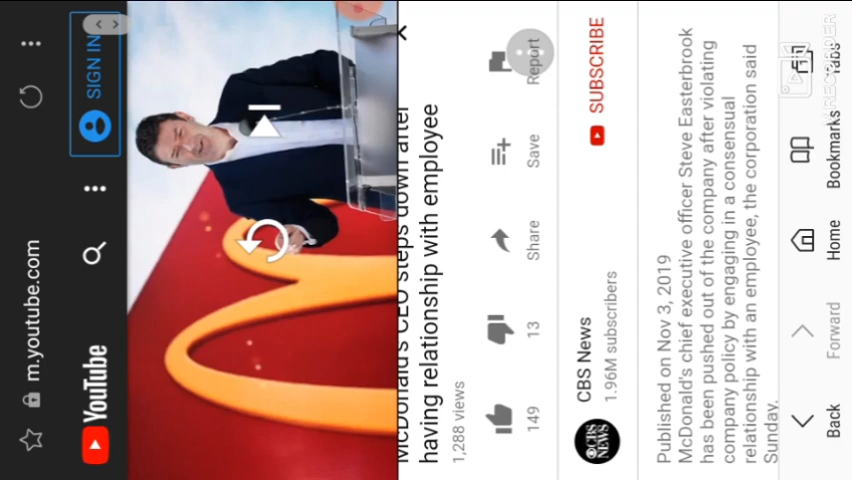 m.youtube.com
YouTube
SIGN IN
McDonald's CEO steps down after
having relationship with employee
1,288 views
149
13
Share
Save
Report
CBS NEWS
CBS News
1.96M subscribers
SUBSCRIBE
Published on Nov 3, 2019
McDonald's chief executive officer Steve Easterbrook
has been pushed out of the company after violating
company policy by engaging in a consensual
relationship with an employee, the corporation said
Sunday.
Back
Forward
Home
Bookmarks
Tabs
RECORDER